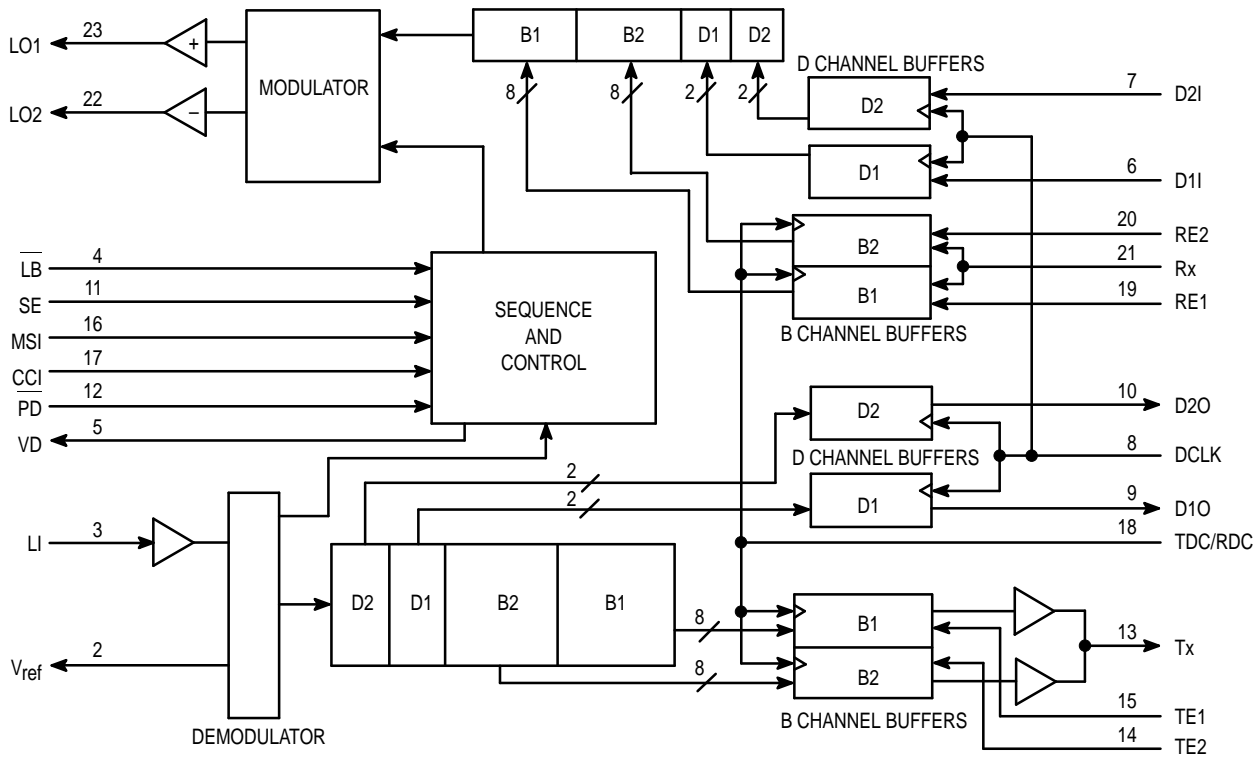 LO1
23
+
MODULATOR
B1
B2
D1
D2
D CHANNEL BUFFERS
D2
7
D2I
LO2
22
−
8
8
2
2
D1
6
D1I
20
RE2
B2
21
Rx
B1
19
RE1
B CHANNEL BUFFERS
LB
4
SE
11
MSI
16
CCI
17
PD
12
VD
5
SEQUENCE
AND
CONTROL
D2
10
D2O
D CHANNEL BUFFERS
8
DCLK
D1
9
D1O
2
2
LI
3
18
TDC/RDC
D2
D1
B2
B1
8
8
B1
B2
13
Tx
Vref
2
B CHANNEL BUFFERS
15
TE1
14
TE2
DEMODULATOR